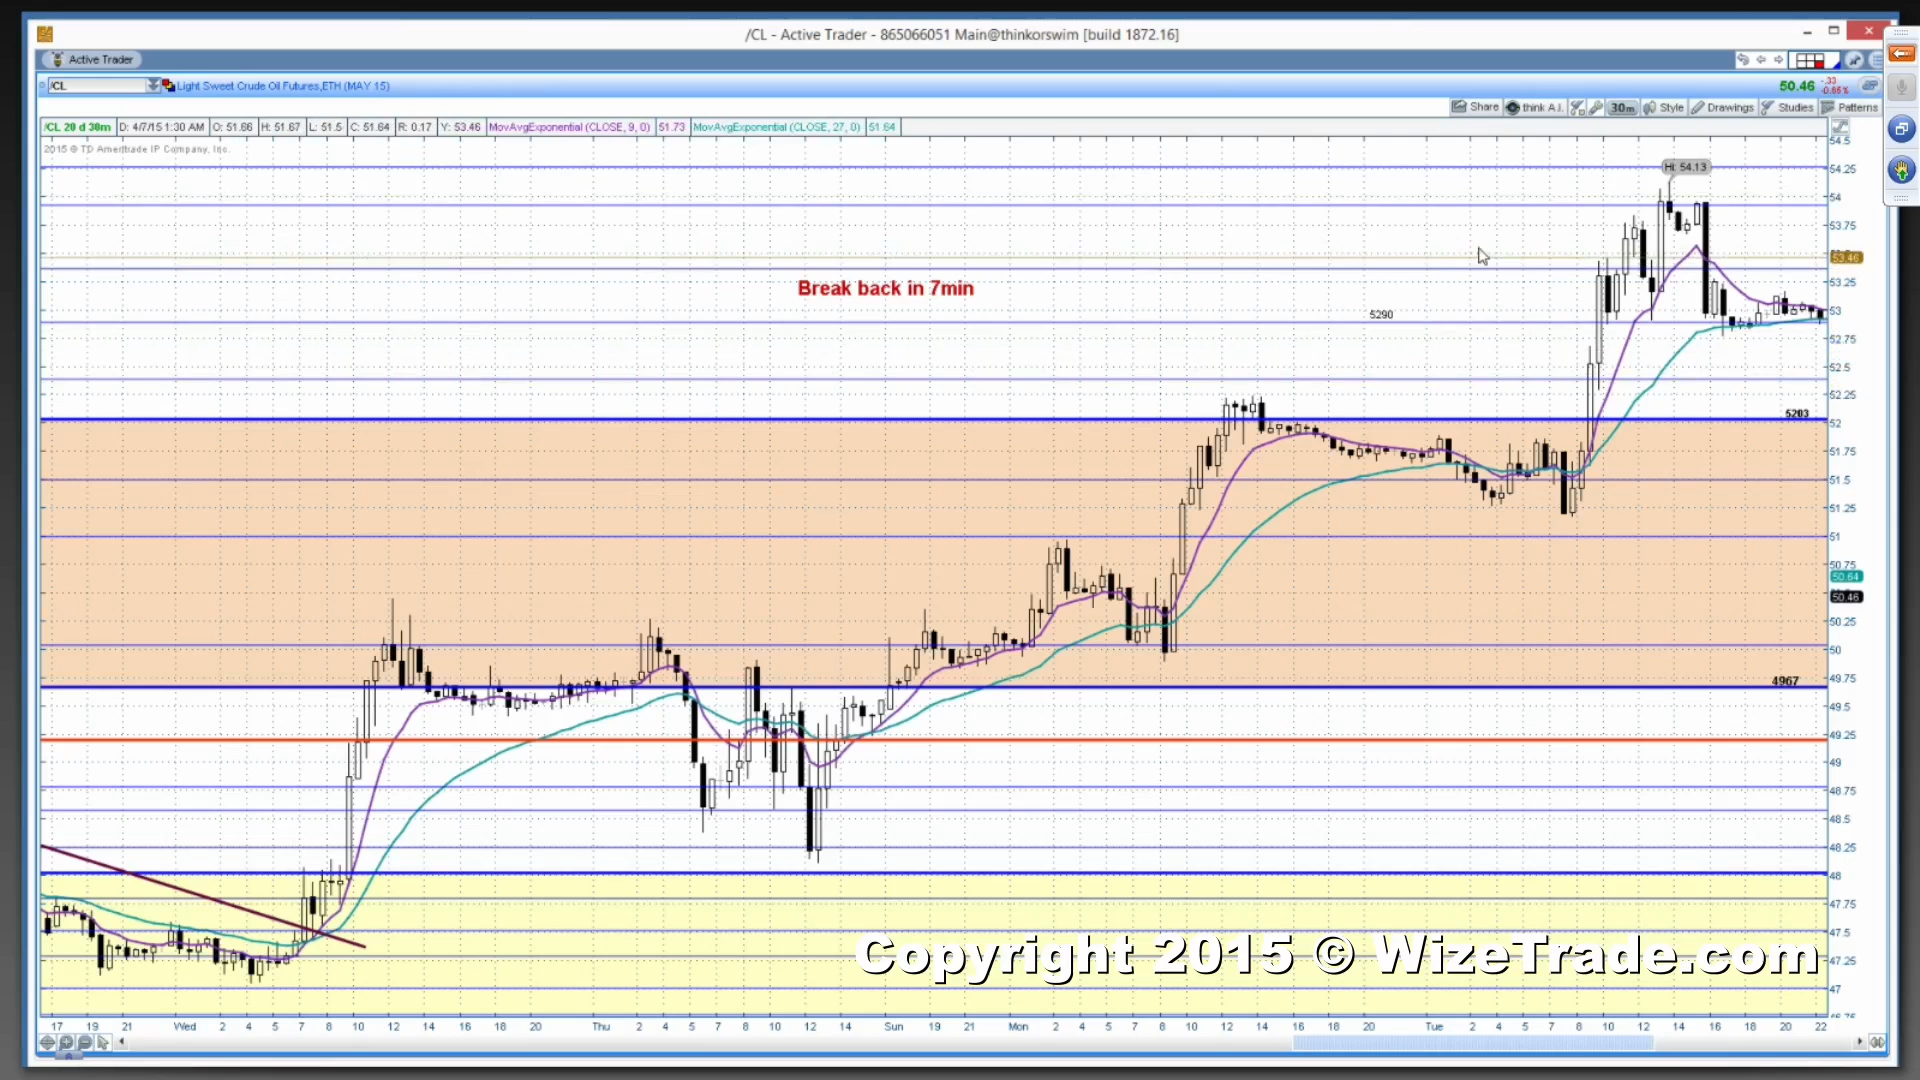 /CL - Active Trader - 865066051 Main@thinkorswim [build 1872.16]
Active Trader
/CL
Light Sweet Crude Oil Futures,ETH (MAY 15)
50.46
-.33
-0.65%
Share
think A.I.
30m
Style
Drawings
Studies
Patterns
/CL 20 d 30m D: 4/7/15 1:30 AM O: 51.66 H: 51.67 L: 51.5 C: 51.64 R: 0.17 Y: 53.46 MovAvgExponential (CLOSE, 9, 0) 51.73 MovAvgExponential (CLOSE, 27, 0) 51.64
2015 © TD Ameritrade IP Company, Inc.
54.5
Hi: 54.13
54.25
54
53.75
53.46
Break back in 7min
53.25
5290
53
52.75
52.5
52.25
5203
52
51.75
51.5
51.25
51
50.75
50.64
50.46
50.25
50
4967
49.75
49.5
49.25
49
48.75
48.5
48.25
48
47.75
47.5
Copyright 2015 © WizeTrade.com
47.25
47
46.75
17 19 21 Wed 2 4 5 7 8 10 12 14 16 18 20 Thu 2 4 5 7 8 10 12 14 Sun 19 21 Mon 2 4 5 7 8 10 12 14 16 18 20 Tue 2 4 5 7 8 10 12 14 16 18 20 22